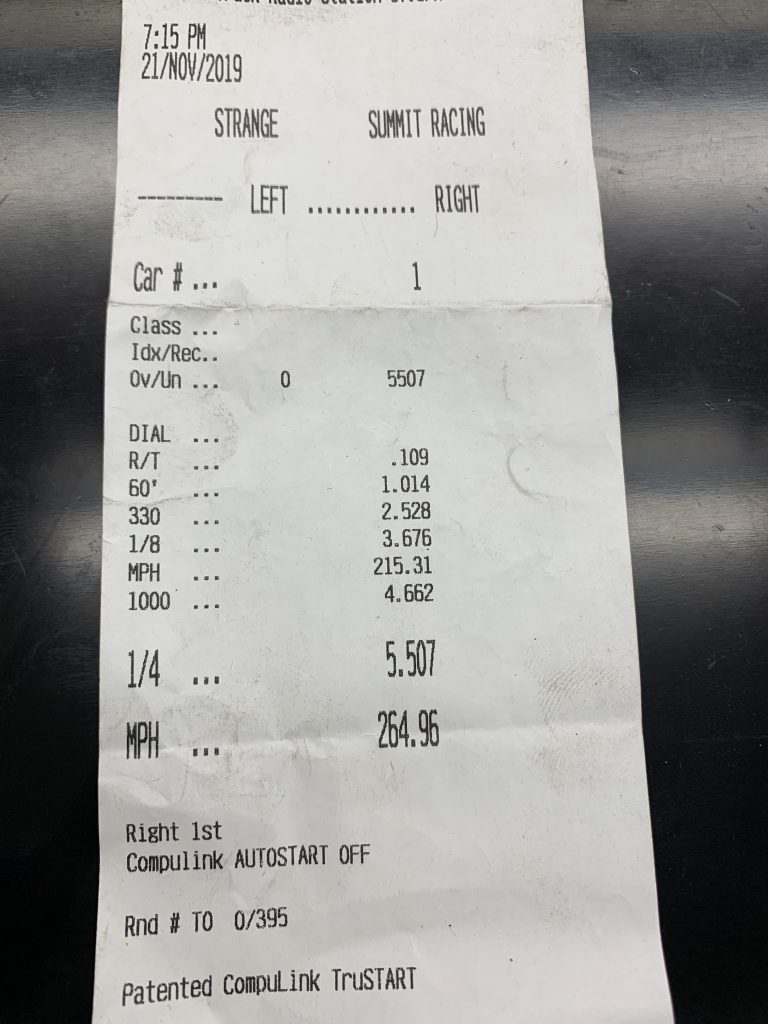 7:15 PM
21/NOV/2019
STRANGE SUMMIT RACING
--------- LEFT ............ RIGHT
Car # ... 1
Class ...
Idx/Rec..
Ov/Un ... 0 5507
DIAL ...
R/T ... .109
60' ... 1.014
330 ... 2.528
1/8 ... 3.676
MPH ... 215.31
1000 ... 4.662
1/4 ... 5.507
MPH ... 264.96
Right 1st
Compulink AUTOSTART OFF
Rnd # TO 0/395
Patented CompuLink TruSTART